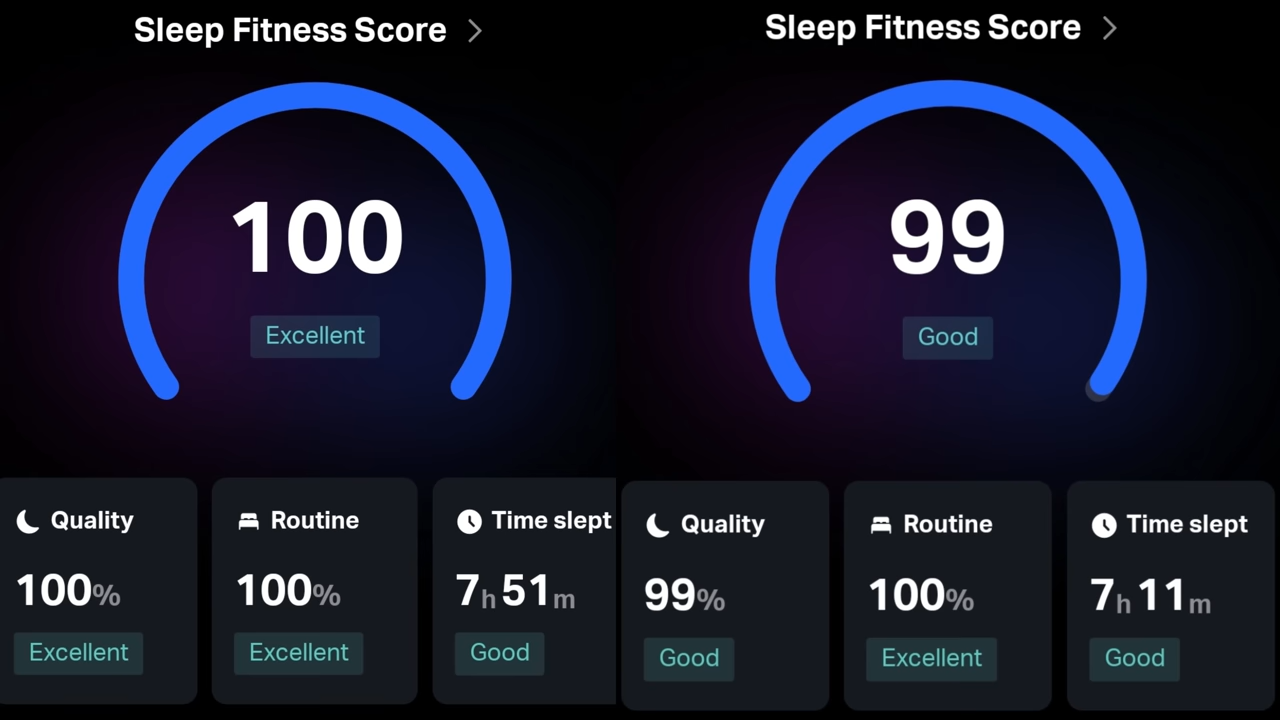 Sleep Fitness Score
100
Excellent
Quality
100%
Excellent
Routine
100%
Excellent
Time slept
7h 51m
Good
Sleep Fitness Score
99
Good
Quality
99%
Good
Routine
100%
Excellent
Time slept
7h 11m
Good